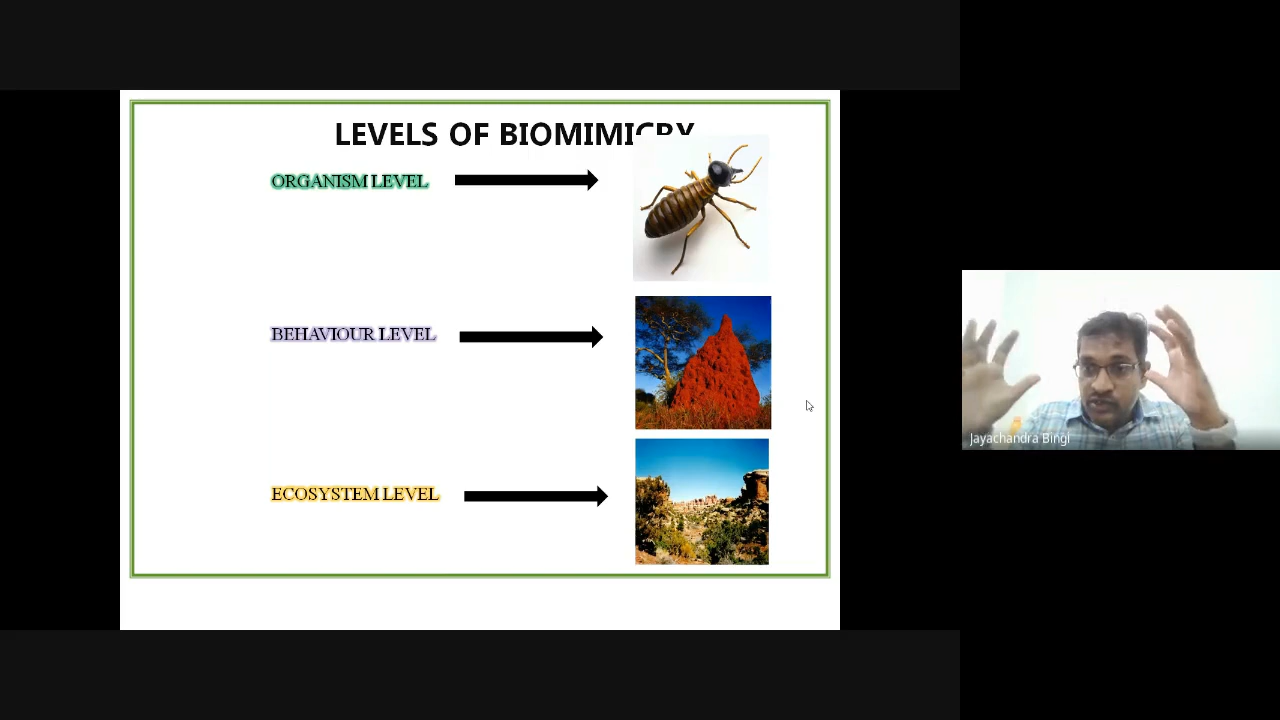 LEVELS OF BIOMIMICRY
ORGANISM LEVEL
BEHAVIOUR LEVEL
ECOSYSTEM LEVEL
Jayachandra Bingi